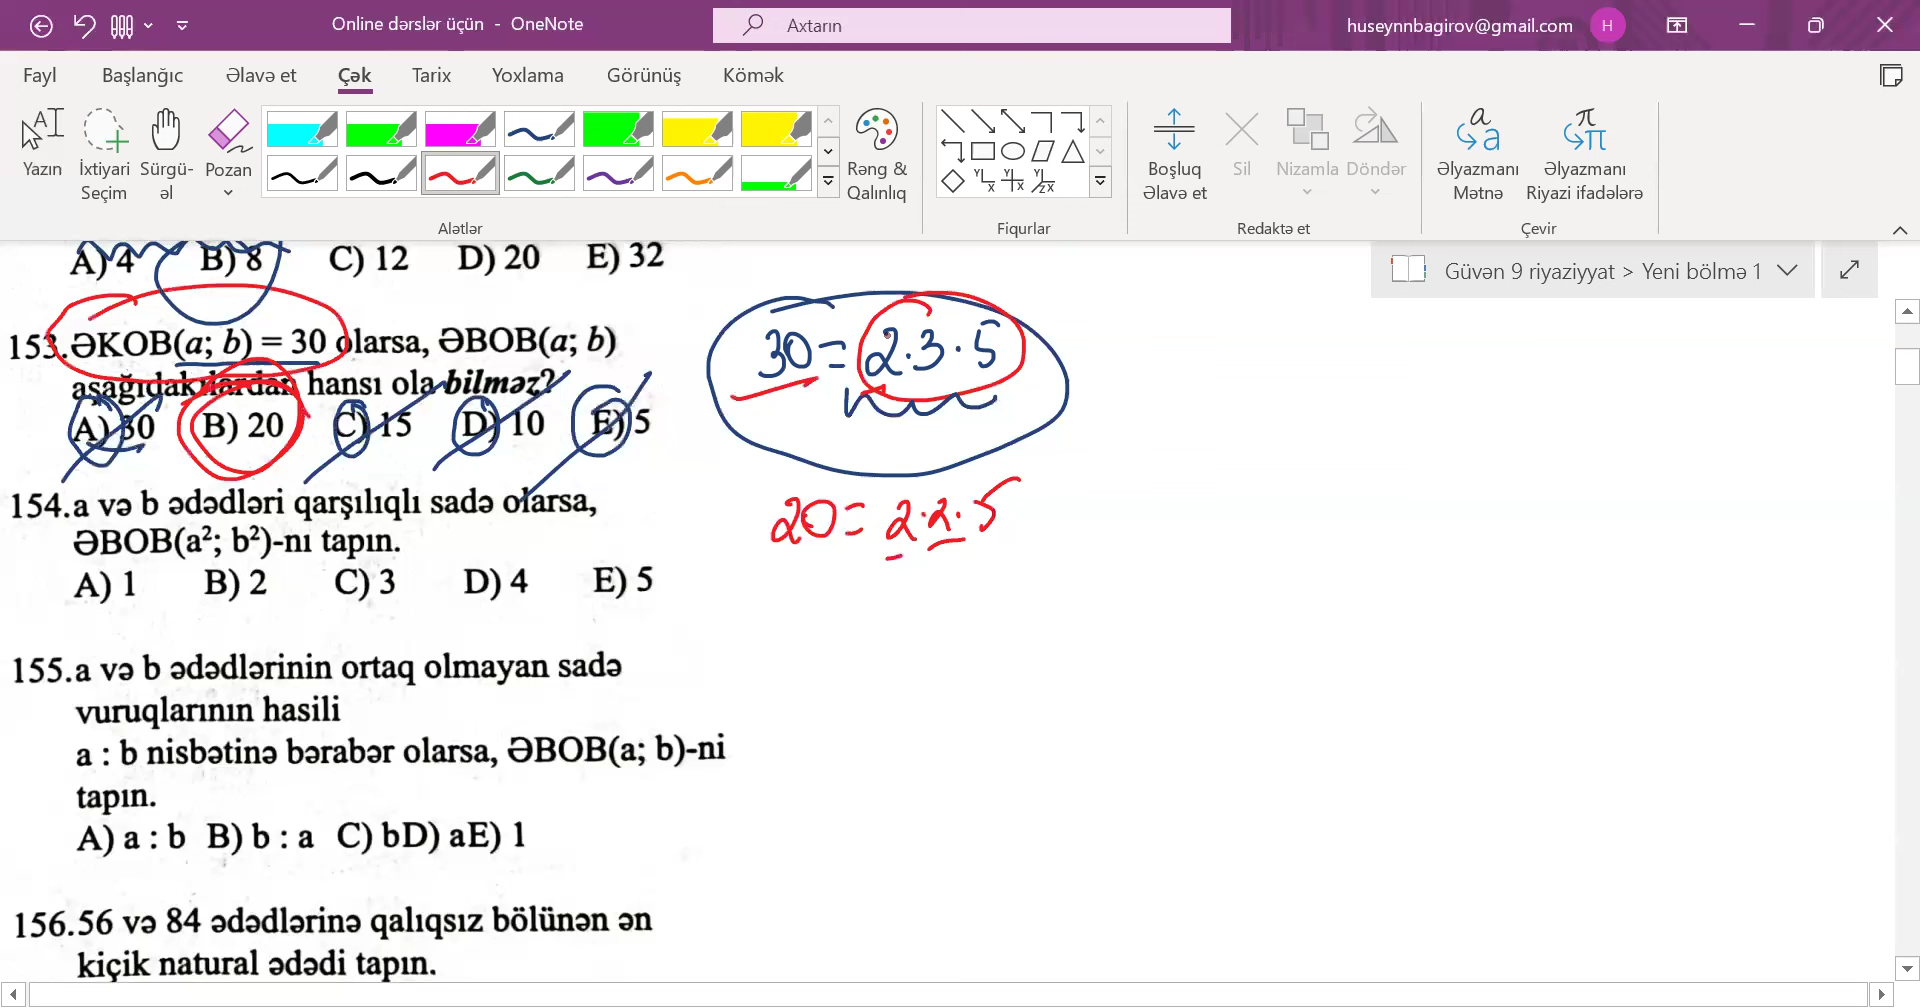 Online dərslər üçün - OneNote
Axtarın
huseynnbagirov@gmail.com
H
Fayl Başlanğıc Əlavə et Çək Tarix Yoxlama Görünüş Kömək
Yazın
İxtiyari Seçim
Sürgü-əl
Pozan
Rəng & Qalınlıq
Boşluq Əlavə et
Sil
Nizamla
Döndər
Əlyazmanı Mətnə
Əlyazmanı Riyazi ifadələrə
Alətlər
Fiqurlar
Redaktə et
Çevir
Güvən 9 riyaziyyat > Yeni bölmə 1
A) 4 B) 8 C) 12 D) 20 E) 32
153. ƏKOB(a; b) = 30 olarsa, ƏBOB(a; b)
aşağıdakılardan hansı ola bilməz?
A) 30 B) 20 C) 15 D) 10 E) 5
30 = 2·3·5
20 = 2·2·5
154. a və b ədədləri qarşılıqlı sadə olarsa,
ƏBOB(a²; b²)-nı tapın.
A) 1 B) 2 C) 3 D) 4 E) 5
155. a və b ədədlərinin ortaq olmayan sadə
vuruqlarının hasili
a : b nisbətinə bərabər olarsa, ƏBOB(a; b)-ni
tapın.
A) a : b B) b : a C) bD) aE) 1
156. 56 və 84 ədədlərinə qalıqsız bölünən ən
kiçik natural ədədi tapın.